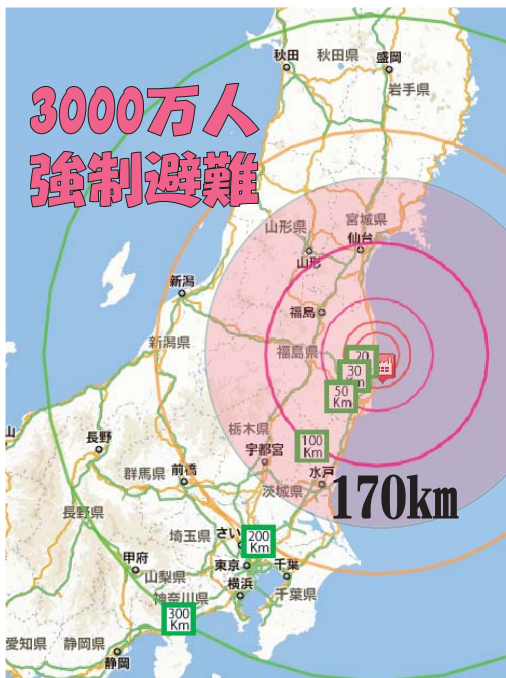 秋田
秋田県
盛岡
岩手県
3000万人
強制避難
宮城県
山形県
仙台
山形
新潟
福島
新潟県
福島県
20
30
Km
50
Km
栃木県
100
Km
長野
宇都宮
群馬県
前橋
水戸
茨城県
170km
長野県
埼玉県
さい
200
Km
甲府
東京
千葉
山梨県
横浜
神奈川県
千葉県
300
Km
愛知県
静岡県
静岡
山